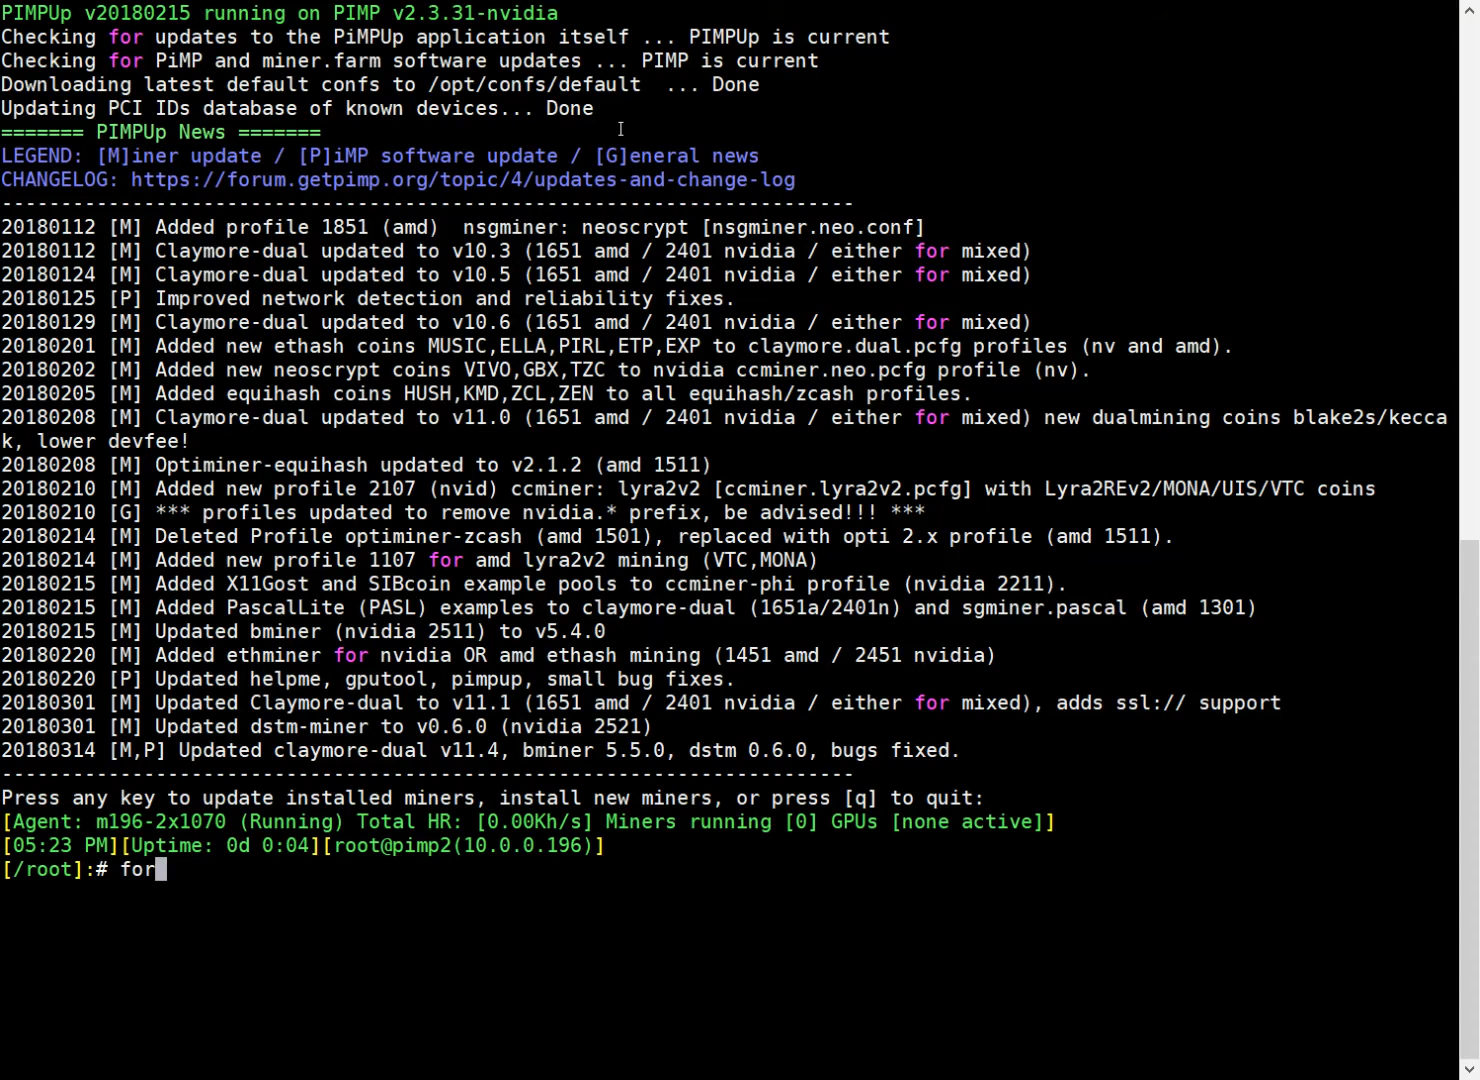 PIMPUp v20180215 running on PIMP v2.3.31-nvidia
Checking for updates to the PiMPUp application itself ... PIMPUp is current
Checking for PiMP and miner.farm software updates ... PIMP is current
Downloading latest default confs to /opt/confs/default  ... Done
Updating PCI IDs database of known devices... Done
======= PIMPUp News =======
LEGEND: [M]iner update / [P]iMP software update / [G]eneral news
CHANGELOG: https://forum.getpimp.org/topic/4/updates-and-change-log
------------------------------------------------------------------------
20180112 [M] Added profile 1851 (amd)  nsgminer: neoscrypt [nsgminer.neo.conf]
20180112 [M] Claymore-dual updated to v10.3 (1651 amd / 2401 nvidia / either for mixed)
20180124 [M] Claymore-dual updated to v10.5 (1651 amd / 2401 nvidia / either for mixed)
20180125 [P] Improved network detection and reliability fixes.
20180129 [M] Claymore-dual updated to v10.6 (1651 amd / 2401 nvidia / either for mixed)
20180201 [M] Added new ethash coins MUSIC,ELLA,PIRL,ETP,EXP to claymore.dual.pcfg profiles (nv and amd).
20180202 [M] Added new neoscrypt coins VIVO,GBX,TZC to nvidia ccminer.neo.pcfg profile (nv).
20180205 [M] Added equihash coins HUSH,KMD,ZCL,ZEN to all equihash/zcash profiles.
20180208 [M] Claymore-dual updated to v11.0 (1651 amd / 2401 nvidia / either for mixed) new dualmining coins blake2s/kecca
k, lower devfee!
20180208 [M] Optiminer-equihash updated to v2.1.2 (amd 1511)
20180210 [M] Added new profile 2107 (nvid) ccminer: lyra2v2 [ccminer.lyra2v2.pcfg] with Lyra2REv2/MONA/UIS/VTC coins
20180210 [G] *** profiles updated to remove nvidia.* prefix, be advised!!! ***
20180214 [M] Deleted Profile optiminer-zcash (amd 1501), replaced with opti 2.x profile (amd 1511).
20180214 [M] Added new profile 1107 for amd lyra2v2 mining (VTC,MONA)
20180215 [M] Added X11Gost and SIBcoin example pools to ccminer-phi profile (nvidia 2211).
20180215 [M] Added PascalLite (PASL) examples to claymore-dual (1651a/2401n) and sgminer.pascal (amd 1301)
20180215 [M] Updated bminer (nvidia 2511) to v5.4.0
20180220 [M] Added ethminer for nvidia OR amd ethash mining (1451 amd / 2451 nvidia)
20180220 [P] Updated helpme, gputool, pimpup, small bug fixes.
20180301 [M] Updated Claymore-dual to v11.1 (1651 amd / 2401 nvidia / either for mixed), adds ssl:// support
20180301 [M] Updated dstm-miner to v0.6.0 (nvidia 2521)
20180314 [M,P] Updated claymore-dual v11.4, bminer 5.5.0, dstm 0.6.0, bugs fixed.
------------------------------------------------------------------------
Press any key to update installed miners, install new miners, or press [q] to quit:
[Agent: m196-2x1070 (Running) Total HR: [0.00Kh/s] Miners running [0] GPUs [none active]]
[05:23 PM][Uptime: 0d 0:04][root@pimp2(10.0.0.196)]
[/root]:# for